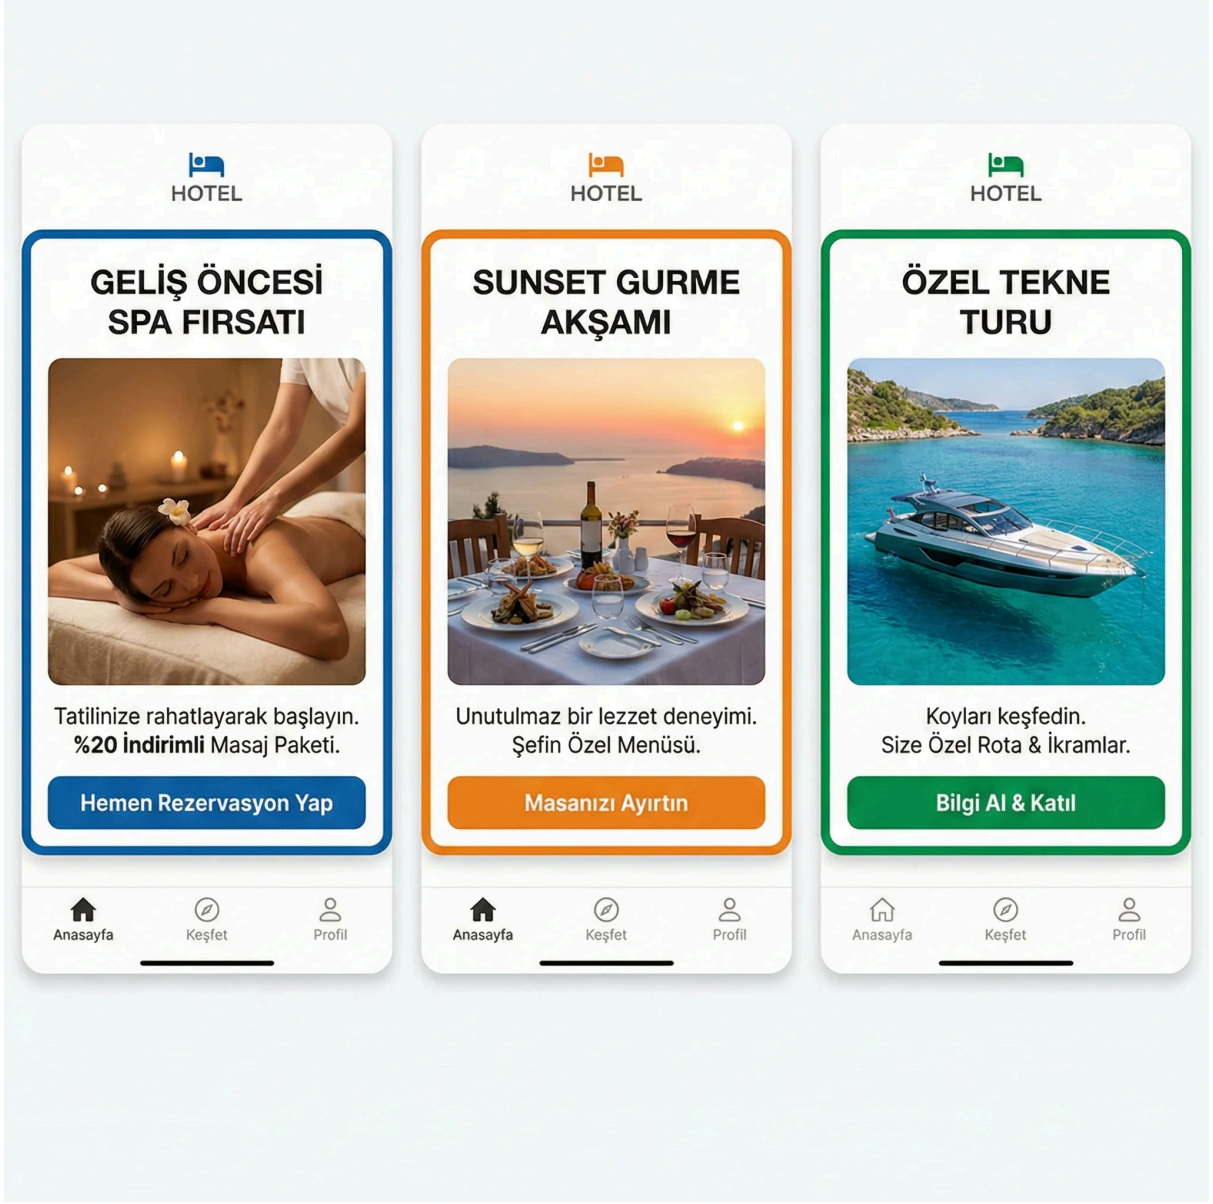 HOTEL
GELİŞ ÖNCESİ
SPA FIRSATI
Tatilinize rahatlayarak başlayın.
%20 İndirimli Masaj Paketi.
Hemen Rezervasyon Yap
Anasayfa
Keşfet
Profil
HOTEL
SUNSET GURME
AKŞAMI
Unutulmaz bir lezzet deneyimi.
Şefin Özel Menüsü.
Masanızı Ayırtın
Anasayfa
Keşfet
Profil
HOTEL
ÖZEL TEKNE
TURU
Koyları keşfedin.
Size Özel Rota & İkramlar.
Bilgi Al & Katıl
Anasayfa
Keşfet
Profil